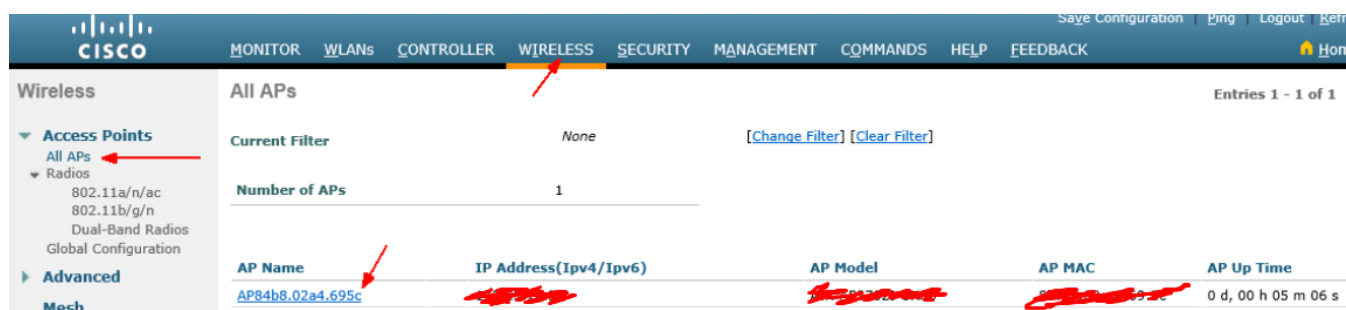 Save Configuration | Ping | Logout | Refr
CISCO
MONITOR WLANs CONTROLLER WIRELESS SECURITY MANAGEMENT COMMANDS HELP FEEDBACK Hom
Wireless
Access Points
All APs
Radios
802.11a/n/ac
802.11b/g/n
Dual-Band Radios
Global Configuration
Advanced
Mesh
All APs
Entries 1 - 1 of 1
Current Filter None [Change Filter] [Clear Filter]
Number of APs 1
AP Name IP Address(Ipv4/Ipv6) AP Model AP MAC AP Up Time
AP84b8.02a4.695c 0 d, 00 h 05 m 06 s